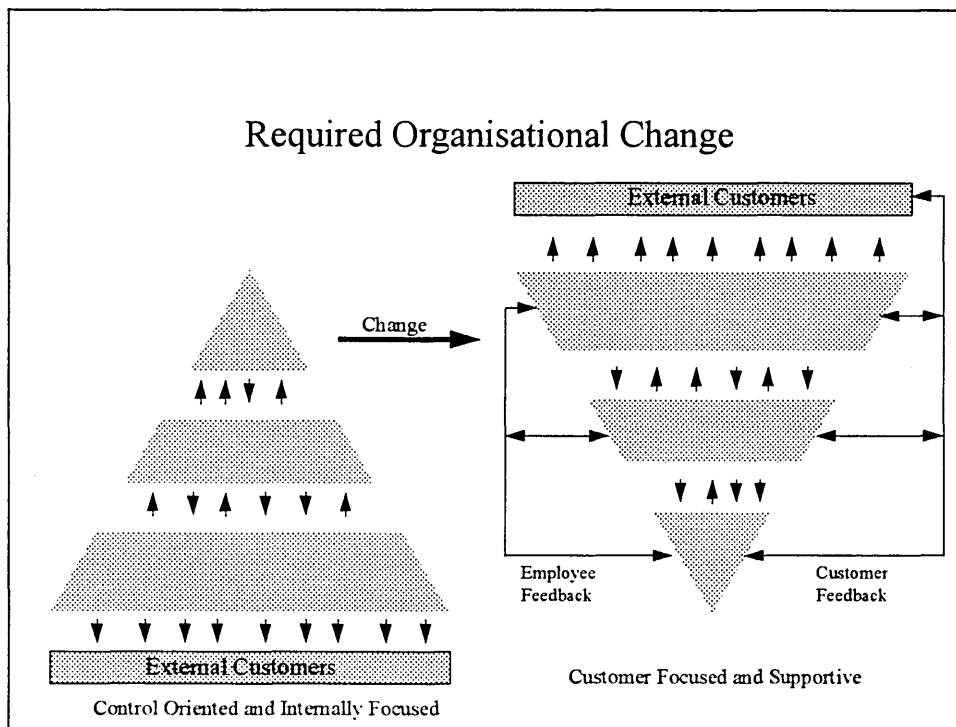 Required Organisational Change
External Customers
Change
Employee
Feedback
Customer
Feedback
External Customers
Control Oriented and Internally Focused
Customer Focused and Supportive